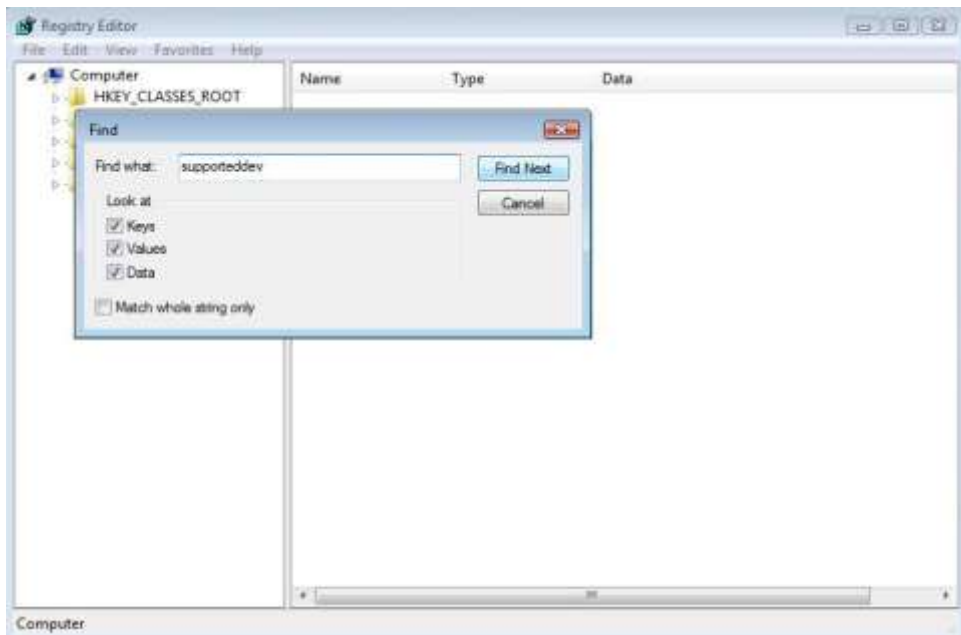 Registry Editor
File Edit View Favorites Help
Computer
HKEY_CLASSES_ROOT
Name Type Data
Find
Find what: supporteddev
Find Next
Cancel
Look at
Keys
Values
Data
Match whole string only
Computer